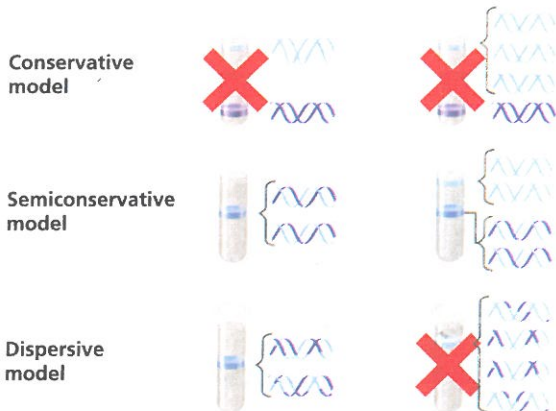 Conservative
model
Semiconservative
model
Dispersive
model